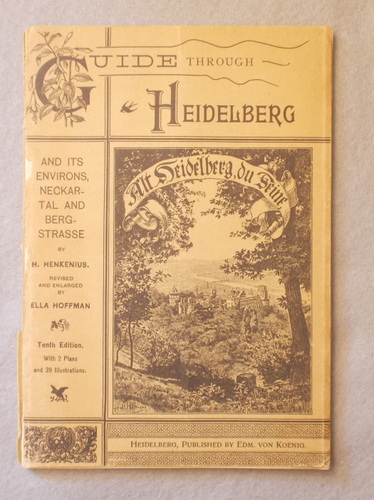 GUIDE THROUGH
HEIDELBERG
AND ITS
ENVIRONS,
NECKAR-
TAL AND
BERG-
STRASSE
BY
H. HENKENIUS.
REVISED
AND ENLARGED
BY
ELLA HOFFMAN
Tenth Edition.
With 2 Plans
and 39 Illustrations.
Alt Heidelberg, du Feine
HEIDELBERG, PUBLISHED BY EDM. VON KOENIG.